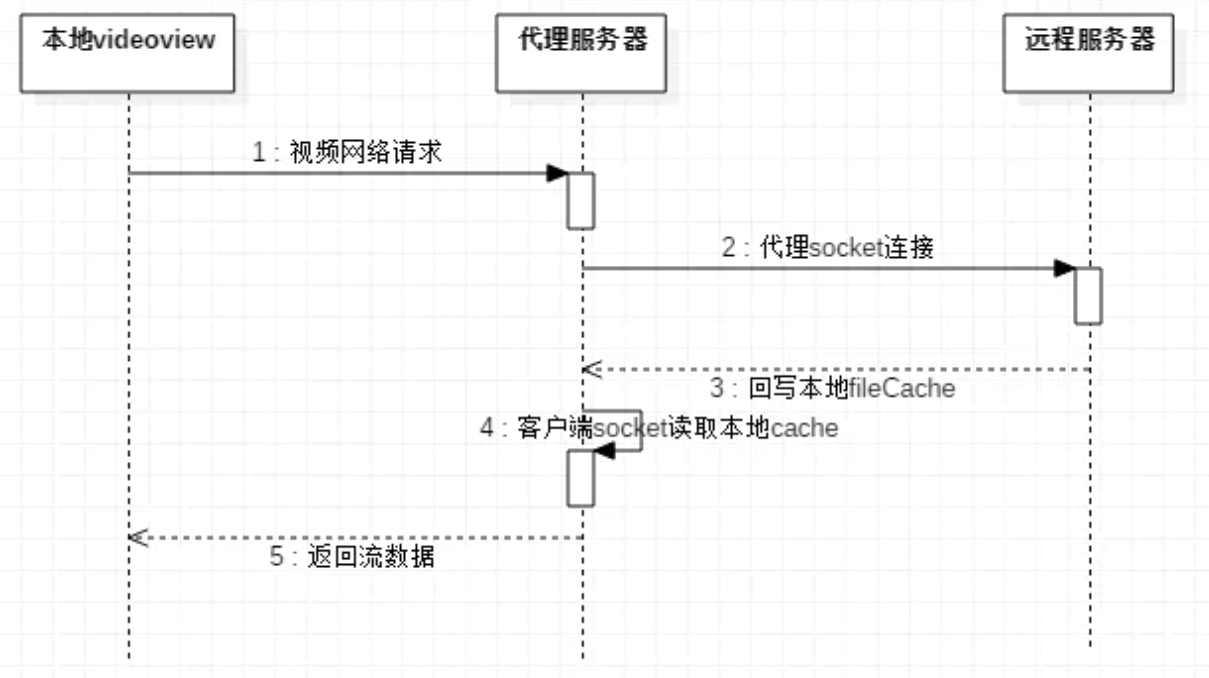 本地videoview
代理服务器
远程服务器
1 : 视频网络请求
2 : 代理socket连接
3 : 回写本地fileCache
4 : 客户端socket读取本地cache
5 : 返回流数据